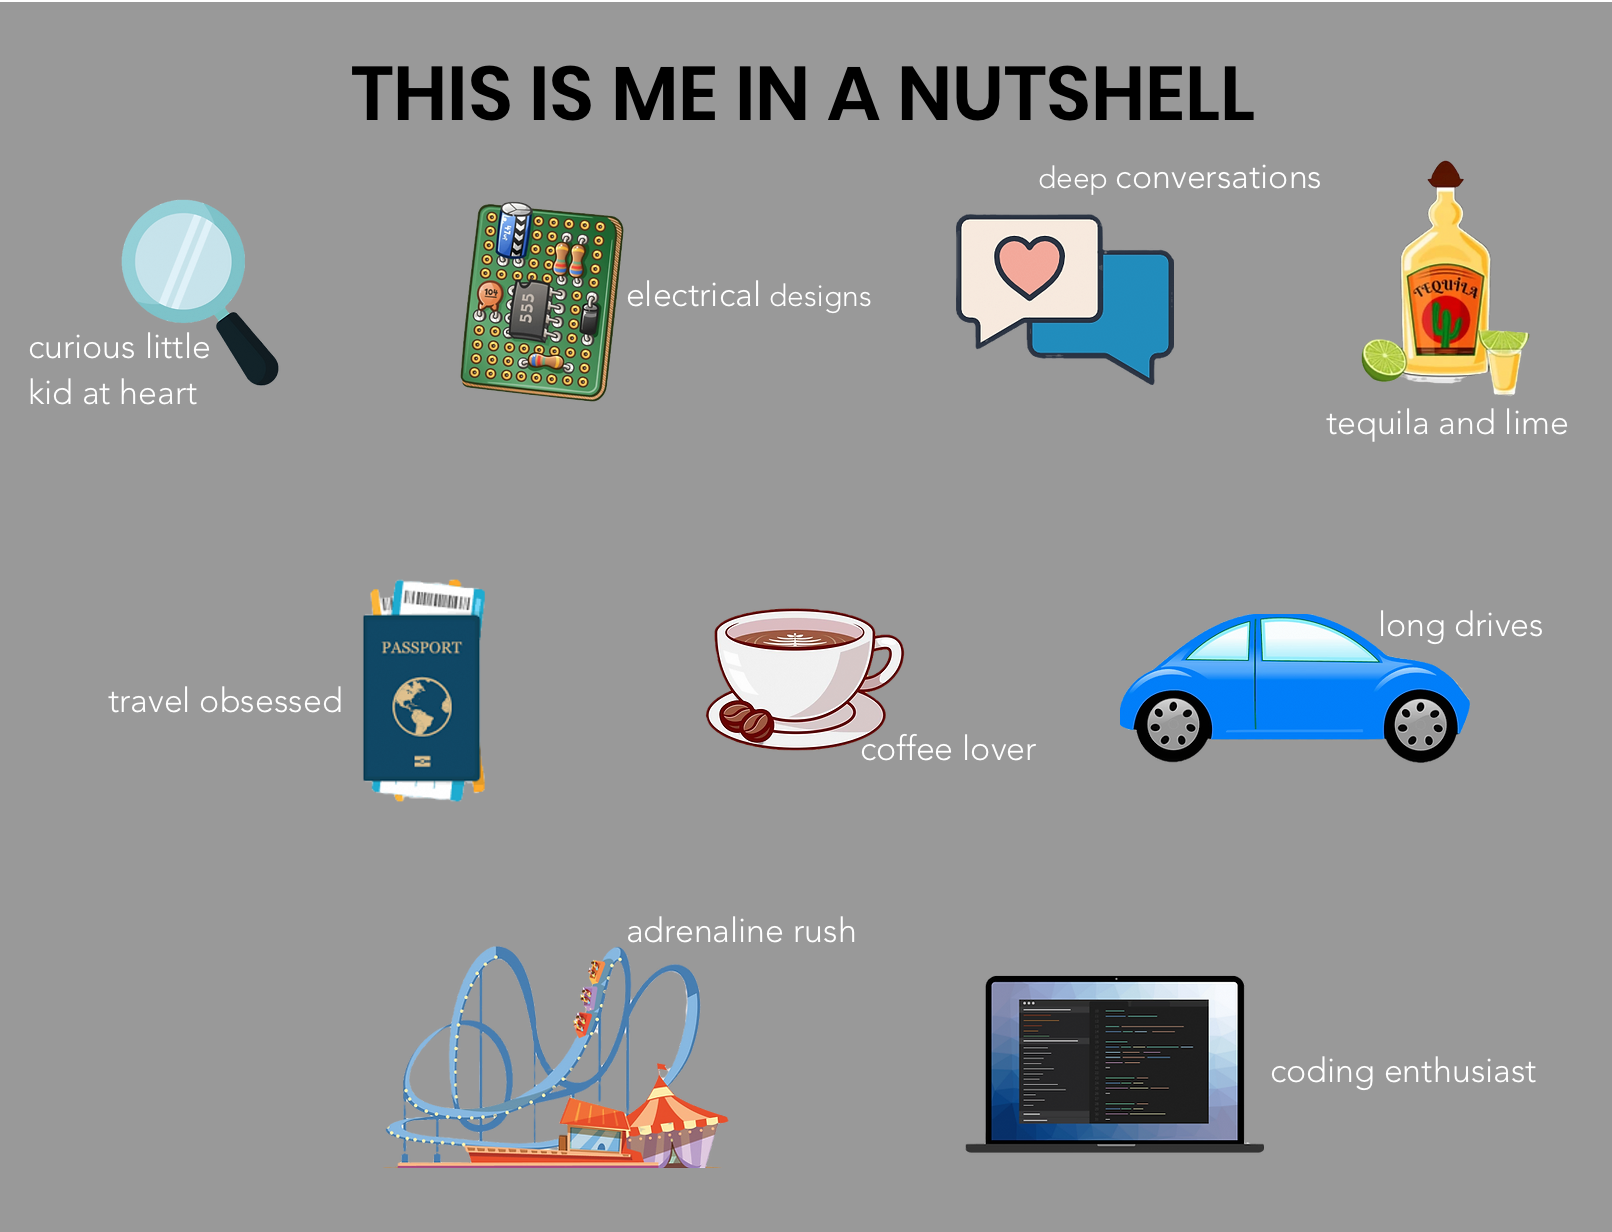 THIS IS ME IN A NUTSHELL
deep conversations
TEQUILA
47µ
104
555
electrical designs
curious little
kid at heart
tequila and lime
PASSPORT
long drives
travel obsessed
coffee lover
adrenaline rush
coding enthusiast